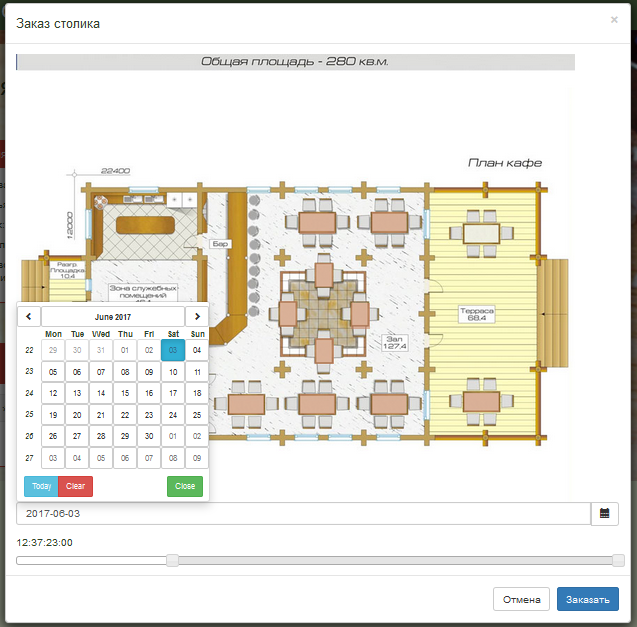 Заказ столика
×
Общая площадь - 280 кв.м.
План кафе
22400
12000
Бар
Разгр.
Площадка
10.4
Зона служебных
помещений
Терраса
68.4
Зал
127.4
June 2017
Mon Tue Wed Thu Fri Sat Sun
22 29 30 31 01 02 03 04
23 05 06 07 08 09 10 11
24 12 13 14 15 16 17 18
25 19 20 21 22 23 24 25
26 26 27 28 29 30 01 02
27 03 04 05 06 07 08 09
Today Clear Close
2017-06-03
12:37:23:00
Отмена Заказать